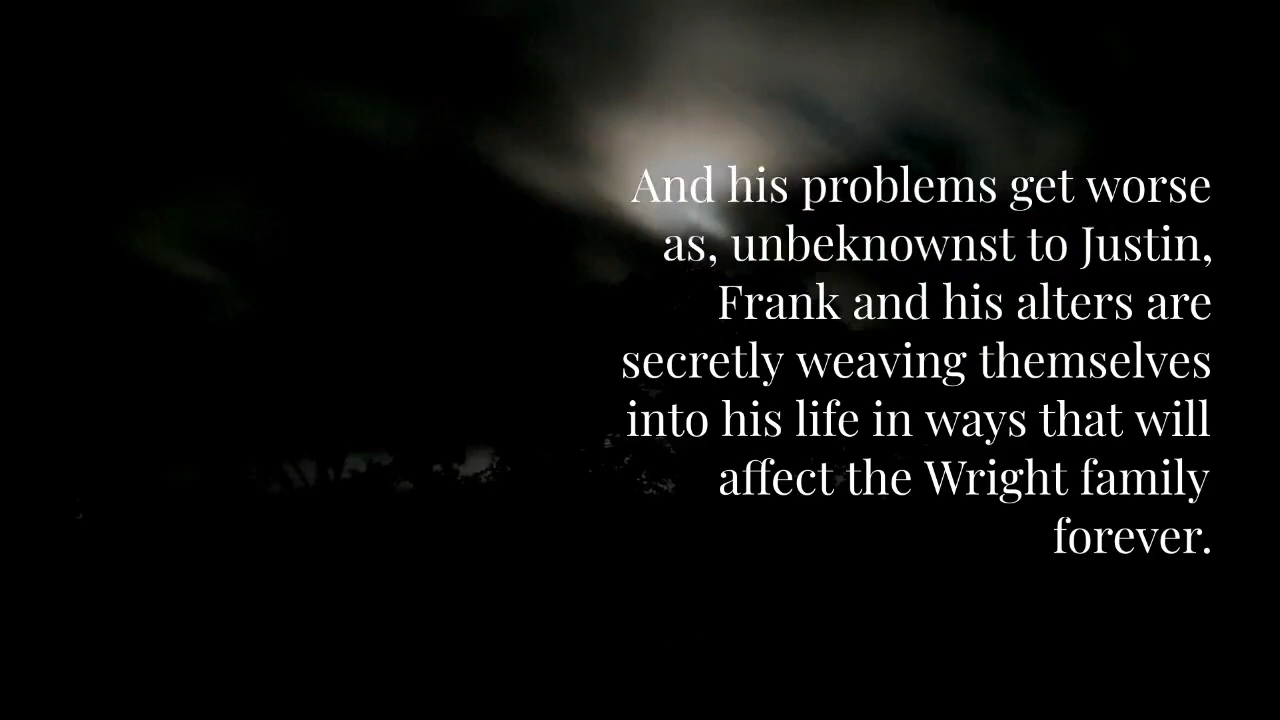 And his problems get worse
as, unbeknownst to Justin,
Frank and his alters are
secretly weaving themselves
into his life in ways that will
affect the Wright family
forever.